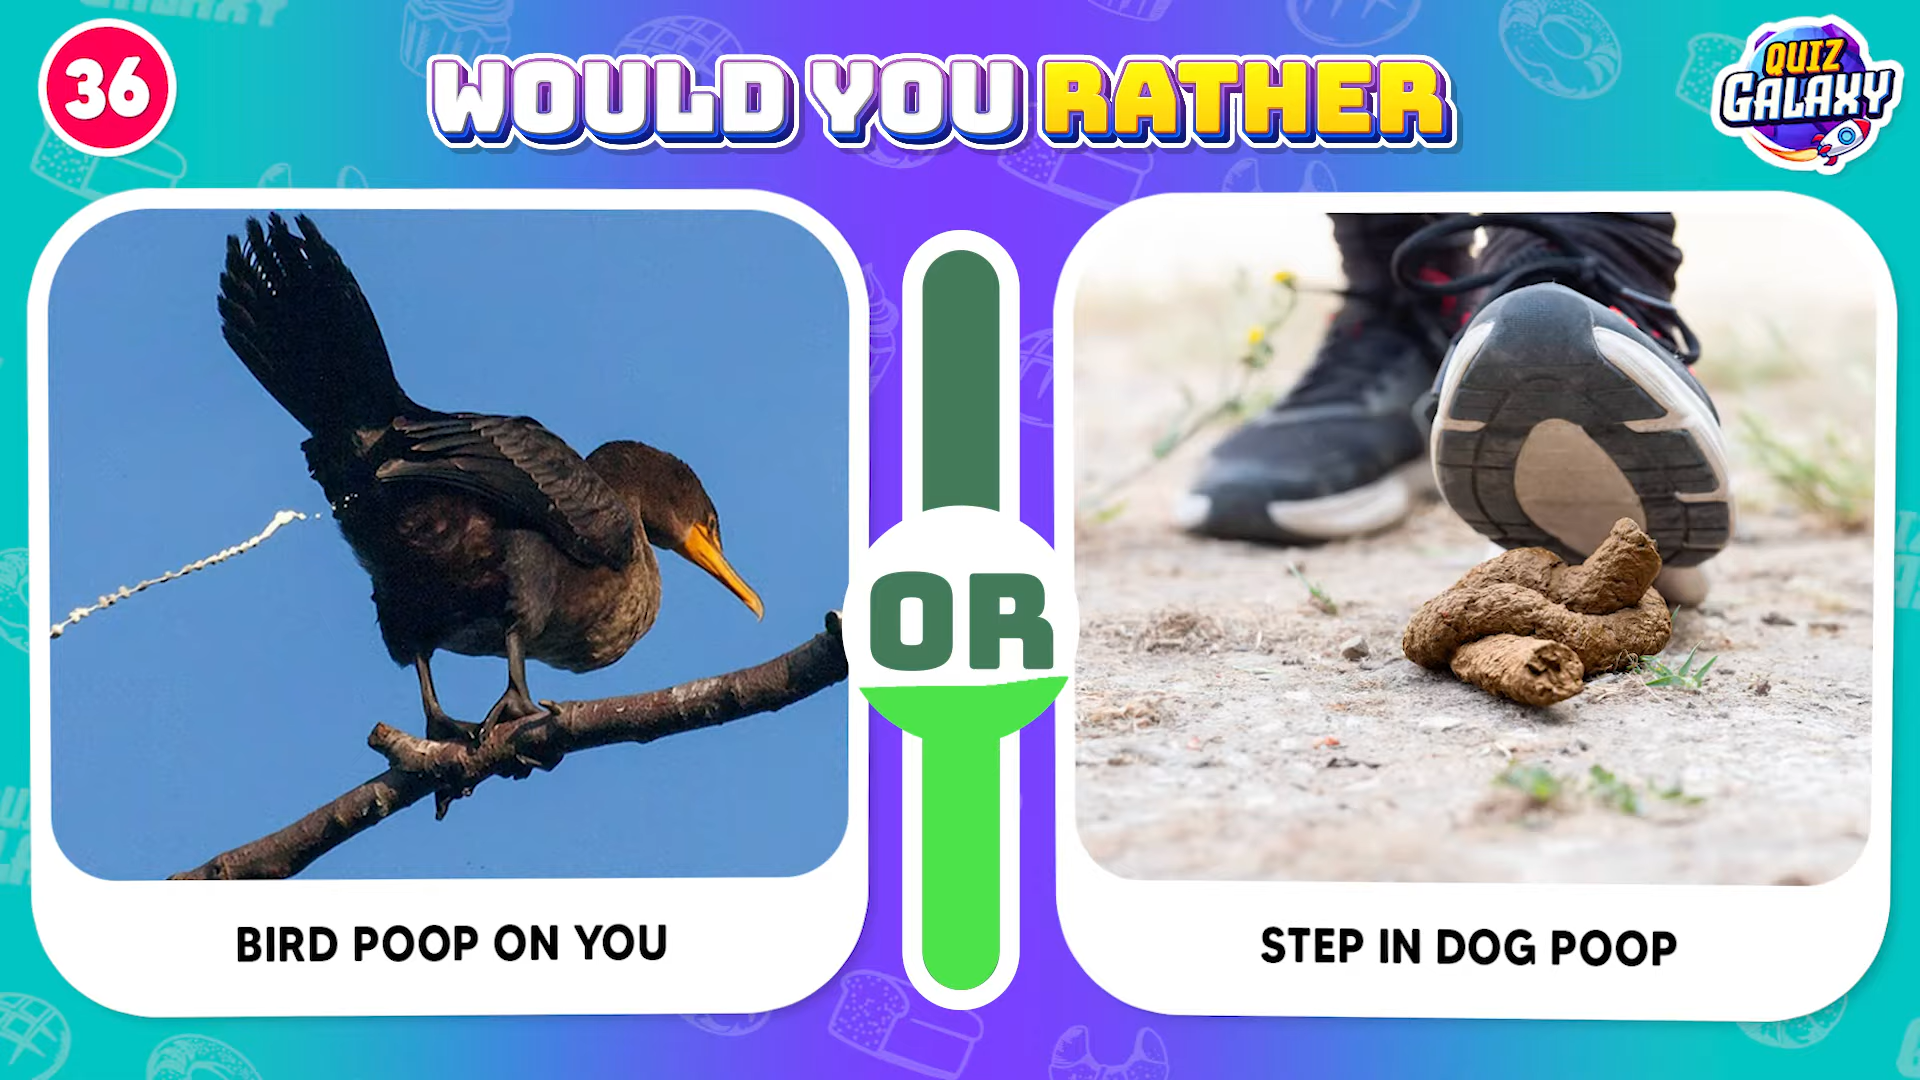 36
WOULD YOU RATHER
QUIZ
GALAXY
OR
BIRD POOP ON YOU
STEP IN DOG POOP